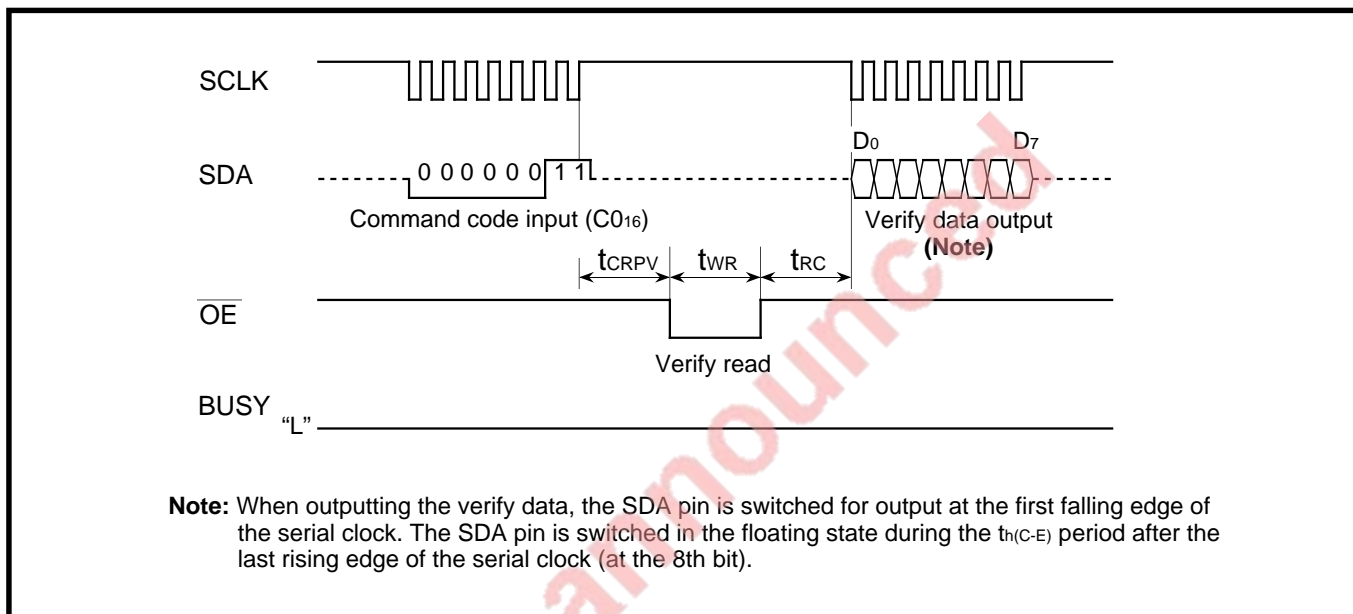 SCLK
D0 D7
SDA
0 0 0 0 0 0 1 1
Command code input (C016)
Verify data output
(Note)
tCRPV tWR tRC
OE
Verify read
BUSY
“L”
Note: When outputting the verify data, the SDA pin is switched for output at the first falling edge of
the serial clock. The SDA pin is switched in the floating state during the th(C-E) period after the
last rising edge of the serial clock (at the 8th bit).
announced